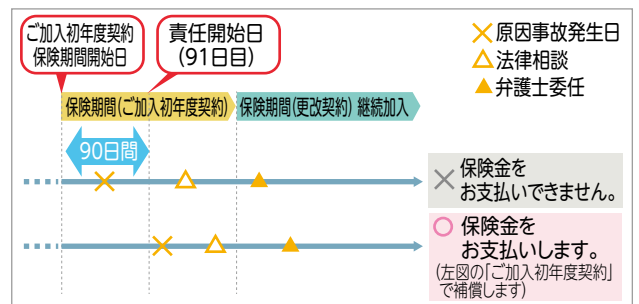 ご加入初年度契約
保険期間開始日
責任開始日
(91日目)
×原因事故発生日
△法律相談
▲弁護士委任
保険期間(ご加入初年度契約)
保険期間(更改契約) 継続加入
90日間
×保険金を
お支払いできません。
○ 保険金を
お支払いします。
(左図の「ご加入初年度契約」
で補償します)